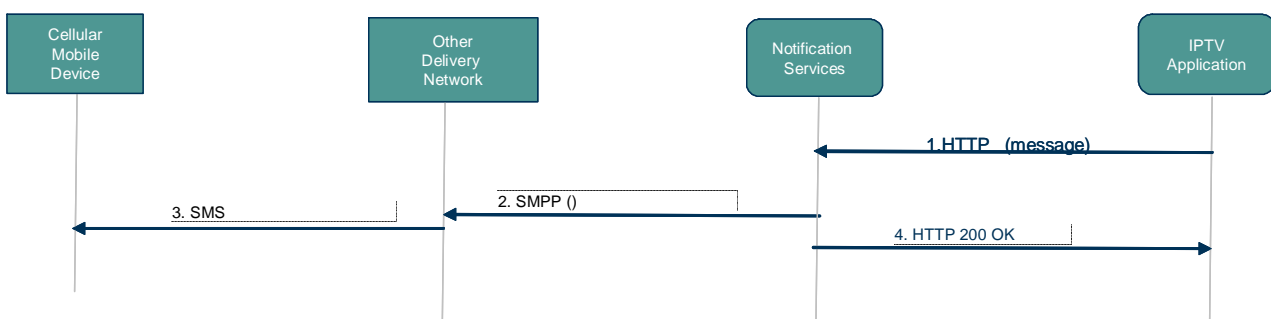 Cellular
Mobile
Device
Other
Delivery
Network
Notification
Services
IPTV
Application
1.HTTP (message)
2. SMPP ()
3. SMS
4. HTTP 200 OK